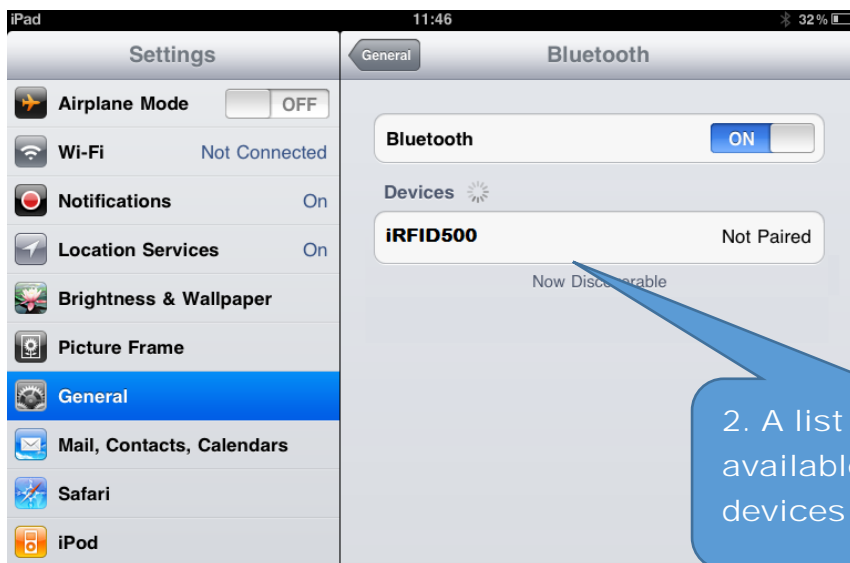 iPad 11:46 32%
Settings
General Bluetooth
Airplane Mode OFF
Wi-Fi Not Connected
Notifications On
Location Services On
Brightness & Wallpaper
Picture Frame
General
Mail, Contacts, Calendars
Safari
iPod
Bluetooth ON
Devices
iRFID500 Not Paired
Now Discoverable
2. A list
available
devices